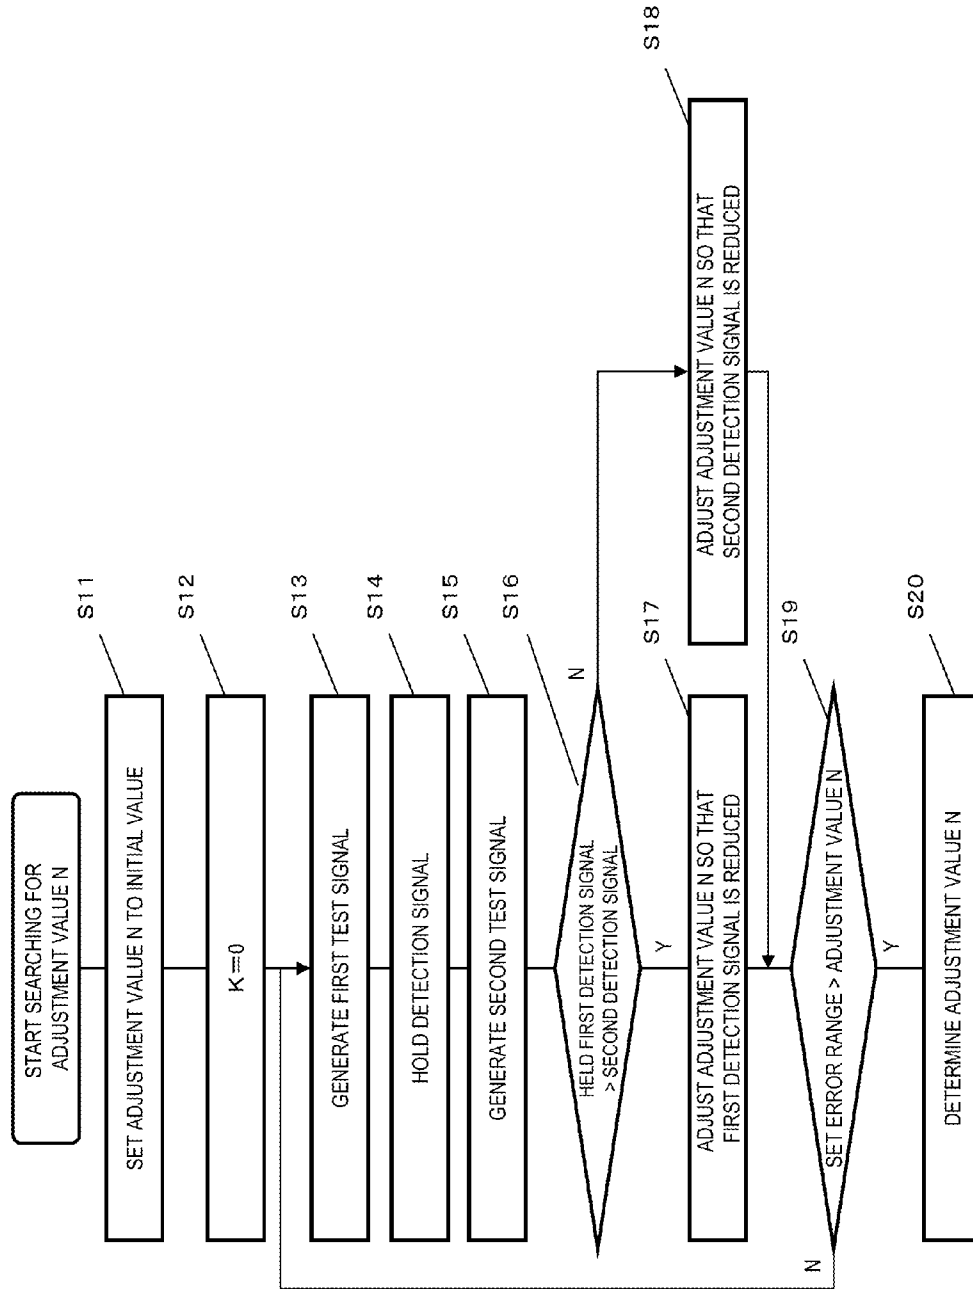 START SEARCHING FOR
ADJUSTMENT VALUE N
SET ADJUSTMENT VALUE N TO INITIAL VALUE
S11
K=0
S12
GENERATE FIRST TEST SIGNAL
S13
HOLD DETECTION SIGNAL
S14
GENERATE SECOND TEST SIGNAL
S15
HELD FIRST DETECTION SIGNAL
> SECOND DETECTION SIGNAL
S16
N
Y
ADJUST ADJUSTMENT VALUE N SO THAT
FIRST DETECTION SIGNAL IS REDUCED
S17
ADJUST ADJUSTMENT VALUE N SO THAT
SECOND DETECTION SIGNAL IS REDUCED
S18
SET ERROR RANGE > ADJUSTMENT VALUE N
S19
N
Y
DETERMINE ADJUSTMENT VALUE N
S20